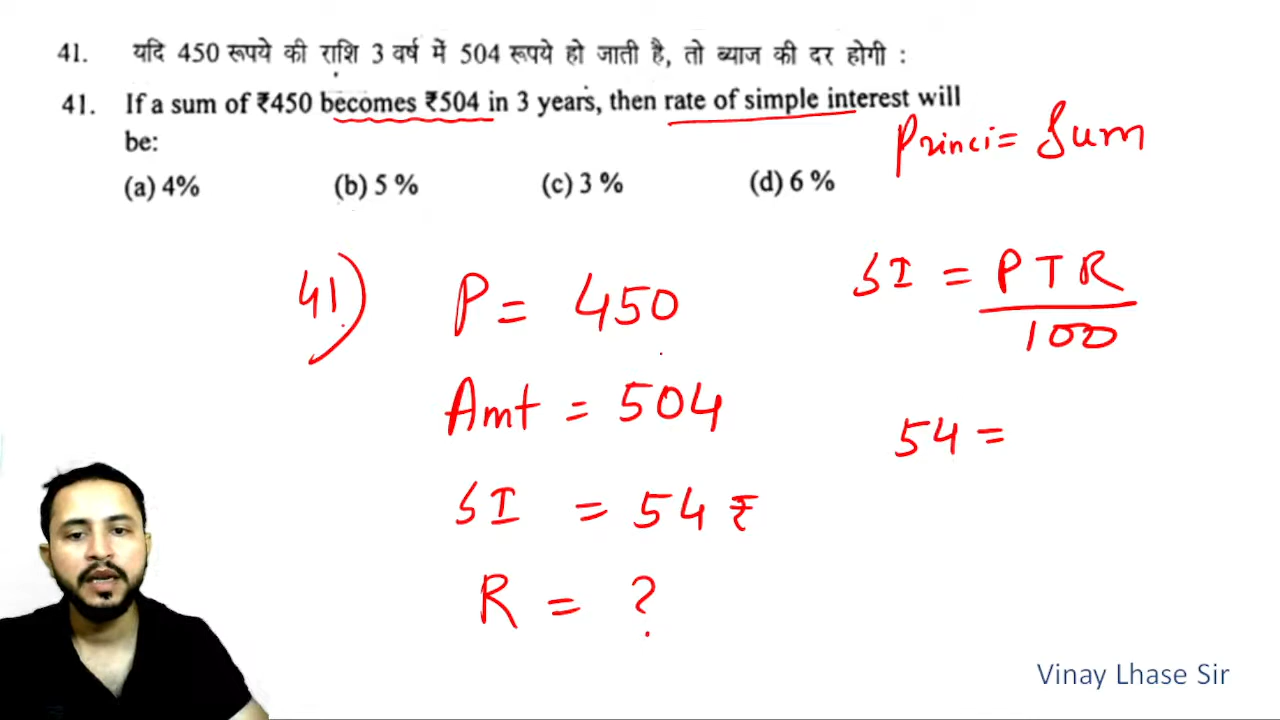 41. यदि 450 रूपये की राशि 3 वर्ष में 504 रूपये हो जाती है, तो ब्याज की दर होगी :
41. If a sum of ₹450 becomes ₹504 in 3 years, then rate of simple interest will
be:
(a) 4% (b) 5 % (c) 3 % (d) 6 %
Princi = Sum
41)
P = 450
Amt = 504
SI = 54 ₹
R = ?
SI = PTR
100
54 =
Vinay Lhase Sir